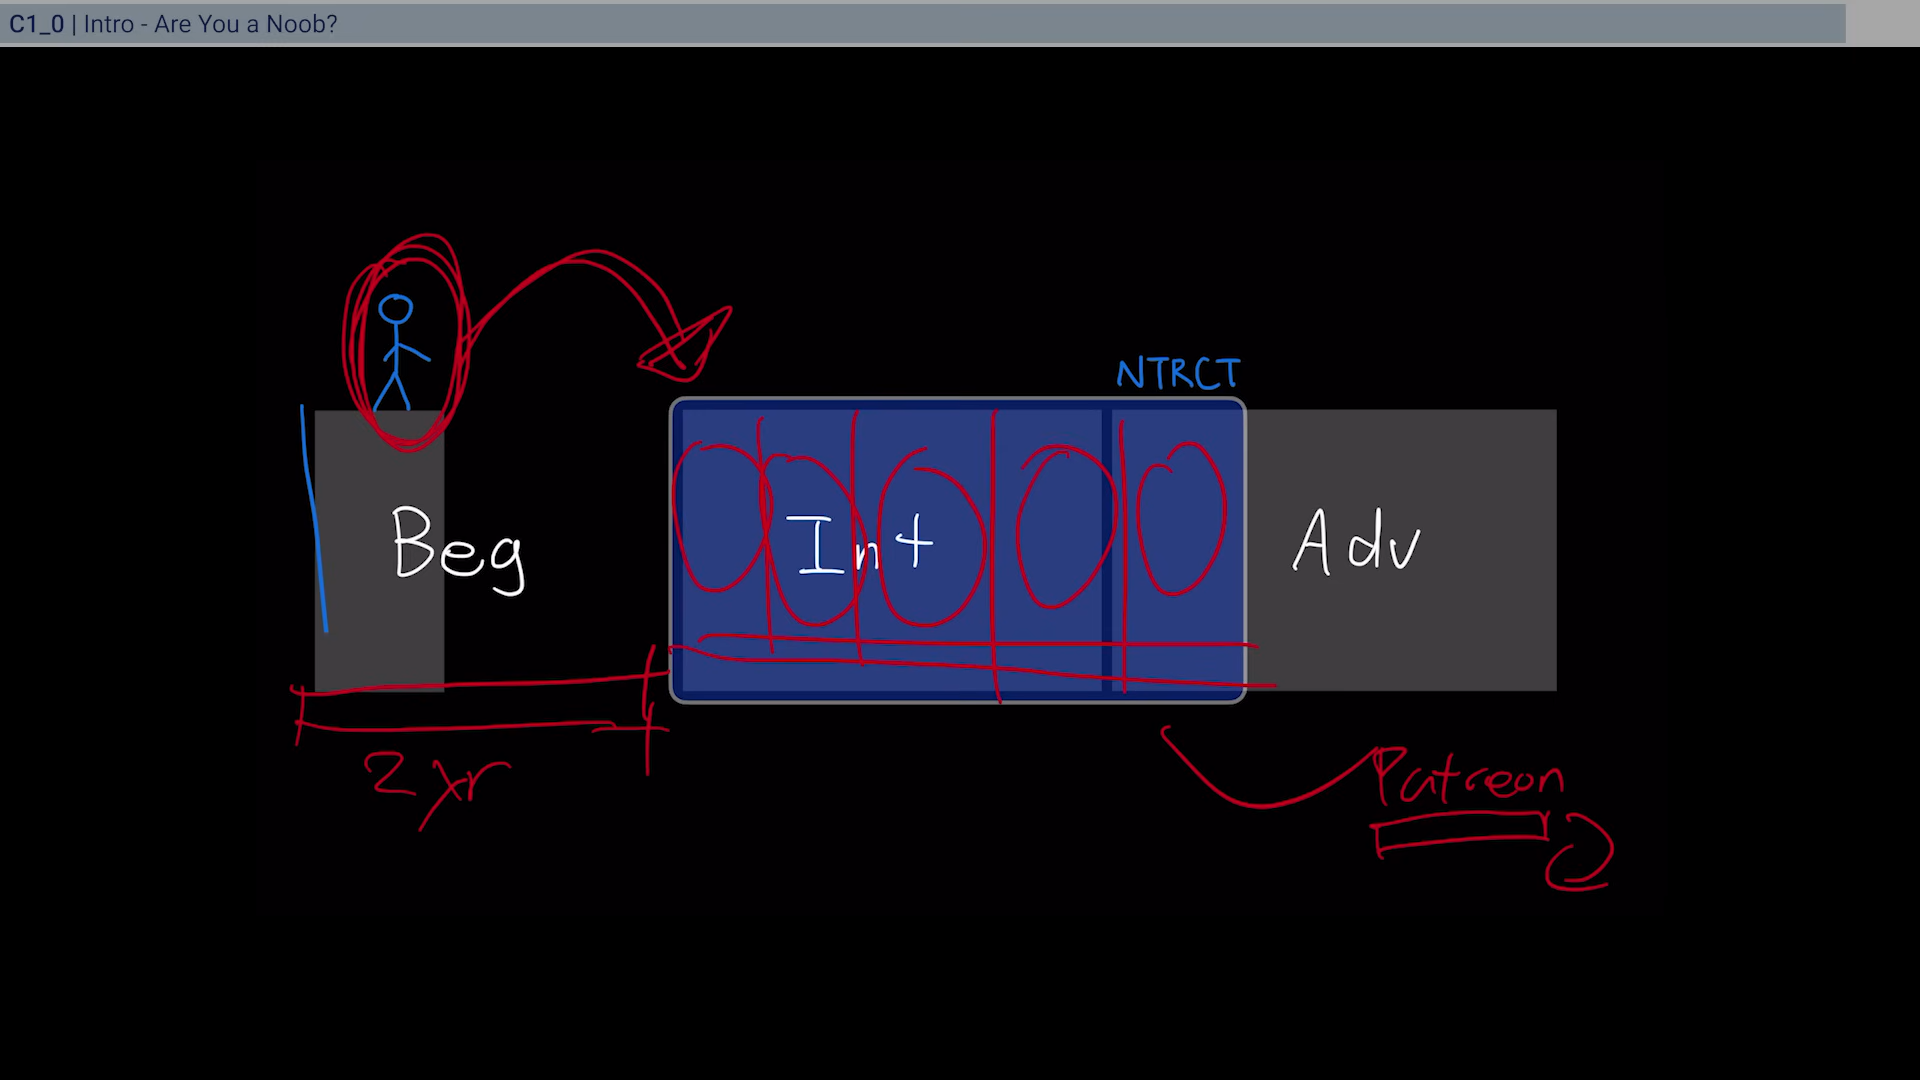 C1_0 | Intro - Are You a Noob?
NTRCT
Beg
Int
Adv
2 yr
Patreon